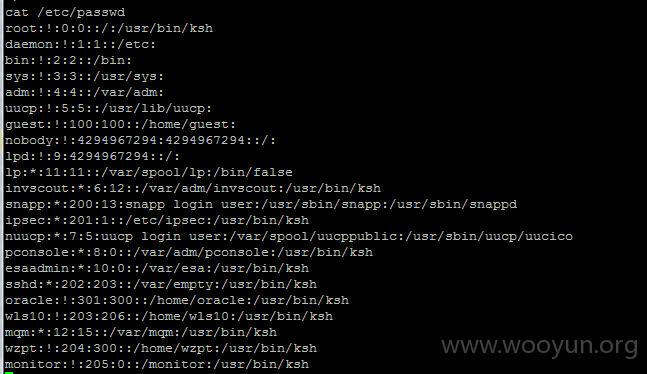 cat /etc/passwd
root:!:0:0::/:/usr/bin/ksh
daemon:!:1:1::/etc:
bin:!:2:2::/bin:
sys:!:3:3::/usr/sys:
adm:!:4:4::/var/adm:
uucp:!:5:5::/usr/lib/uucp:
guest:!:100:100::/home/guest:
nobody:!:4294967294:4294967294::/:
lpd:!:9:4294967294::/:
lp:*:11:11::/var/spool/lp:/bin/false
invscout:*:6:12::/var/adm/invscout:/usr/bin/ksh
snapp:*:200:13:snapp login user:/usr/sbin/snapp:/usr/sbin/snappd
ipsec:*:201:1::/etc/ipsec:/usr/bin/ksh
nuucp:*:7:5:uucp login user:/var/spool/uucppublic:/usr/sbin/uucp/uucico
pconsole:*:8:0::/var/adm/pconsole:/usr/bin/ksh
esaadmin:*:10:0::/var/esa:/usr/bin/ksh
sshd:*:202:203::/var/empty:/usr/bin/ksh
oracle:!:301:300::/home/oracle:/usr/bin/ksh
wls10:!:203:206::/home/wls10:/usr/bin/ksh
mqm:*:12:15::/var/mqm:/usr/bin/ksh
wzpt:!:204:300::/home/wzpt:/usr/bin/ksh
monitor:!:205:0::/monitor:/usr/bin/ksh
www.wooyun.org